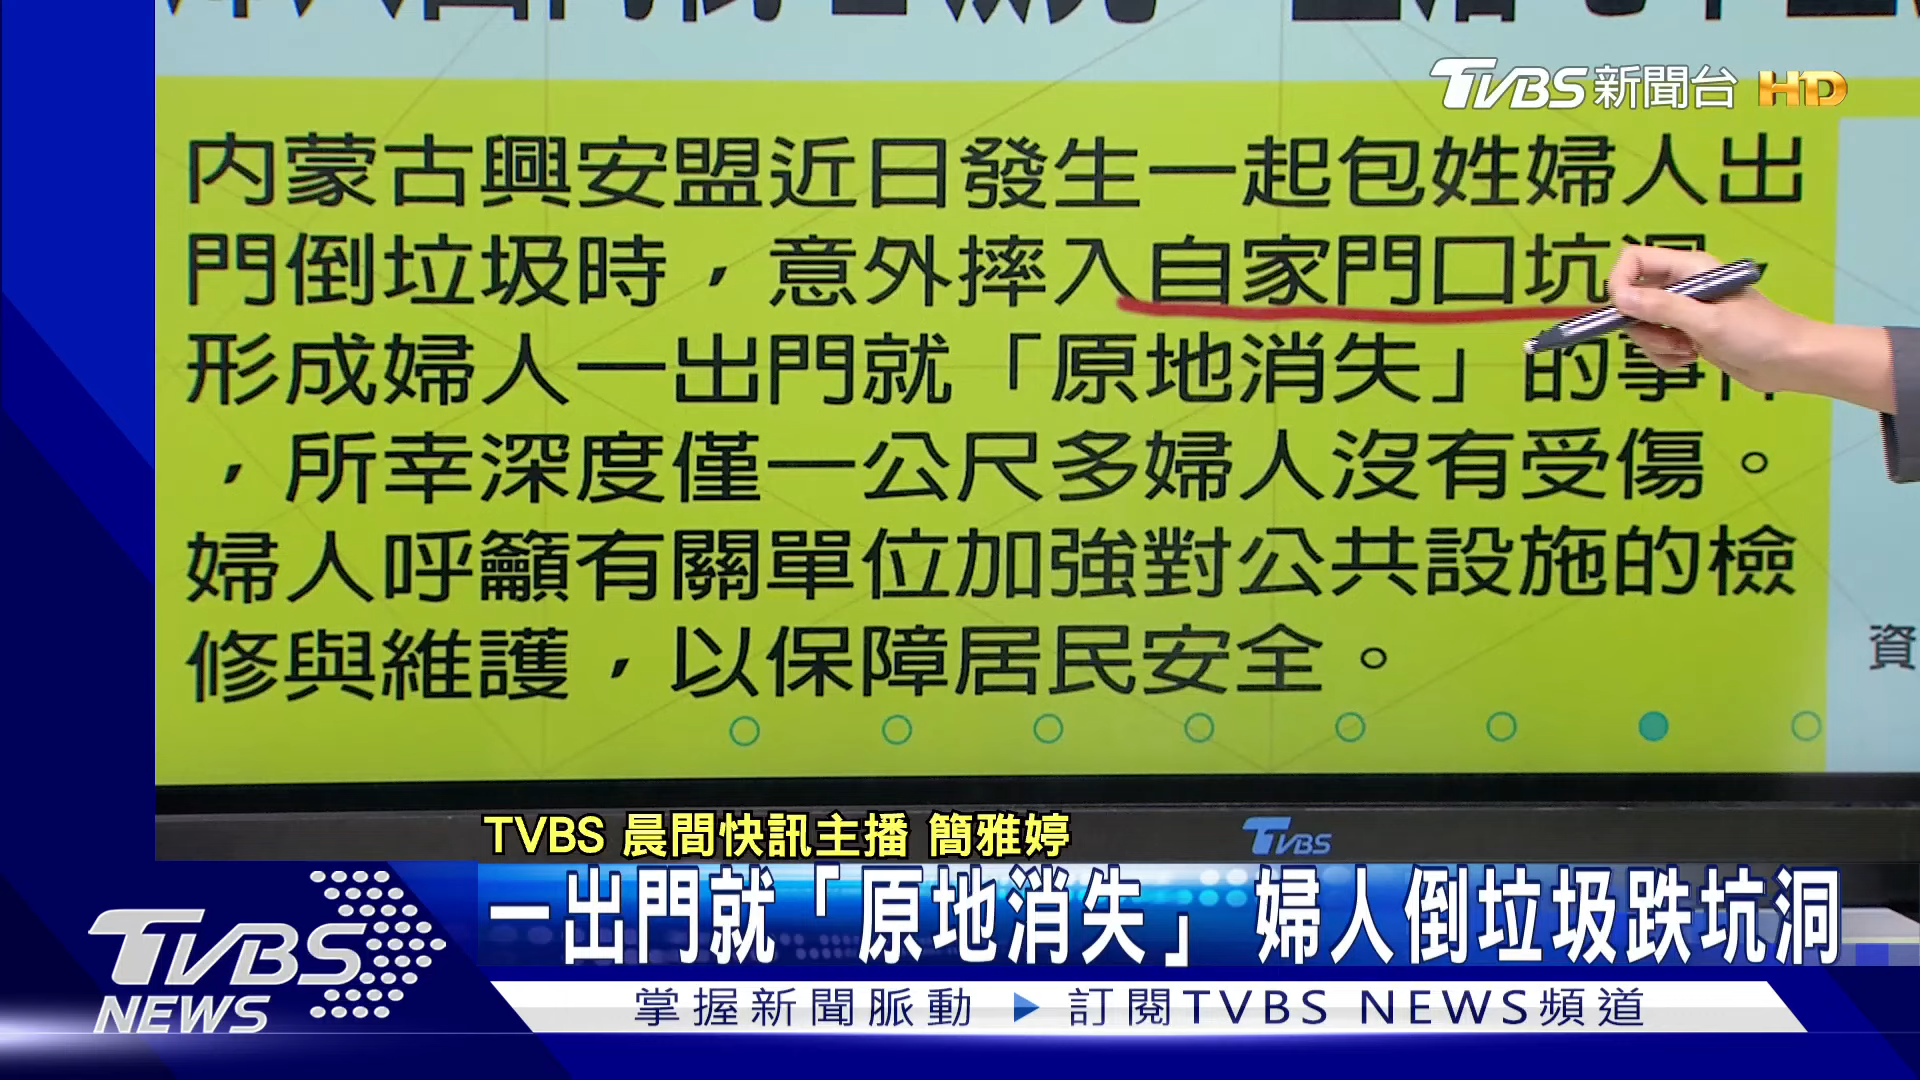 TVBS新聞台 HD
內蒙古興安盟近日發生一起包姓婦人出
門倒垃圾時，意外摔入自家門口坑
形成婦人一出門就「原地消失」的事件
，所幸深度僅一公尺多婦人沒有受傷。
婦人呼籲有關單位加強對公共設施的檢
修與維護，以保障居民安全。
資
TVBS
TVBS 晨間快訊主播 簡雅婷
一出門就「原地消失」 婦人倒垃圾跌坑洞
TVBS
NEWS
掌握新聞脈動 ▶ 訂閱TVBS NEWS頻道